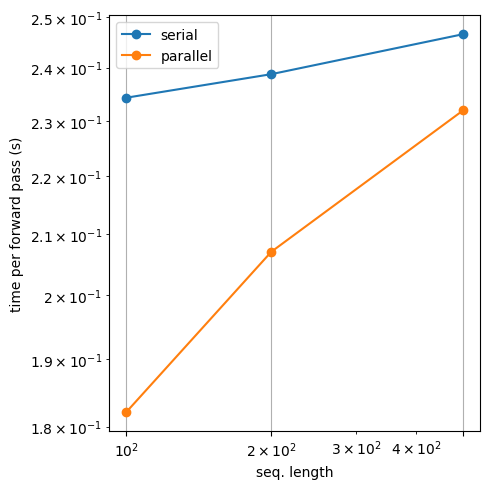 2.5 × 10⁻¹
2.4 × 10⁻¹
2.3 × 10⁻¹
2.2 × 10⁻¹
2.1 × 10⁻¹
2 × 10⁻¹
1.9 × 10⁻¹
1.8 × 10⁻¹
time per forward pass (s)
serial
parallel
10²
2 × 10²
3 × 10²
4 × 10²
seq. length